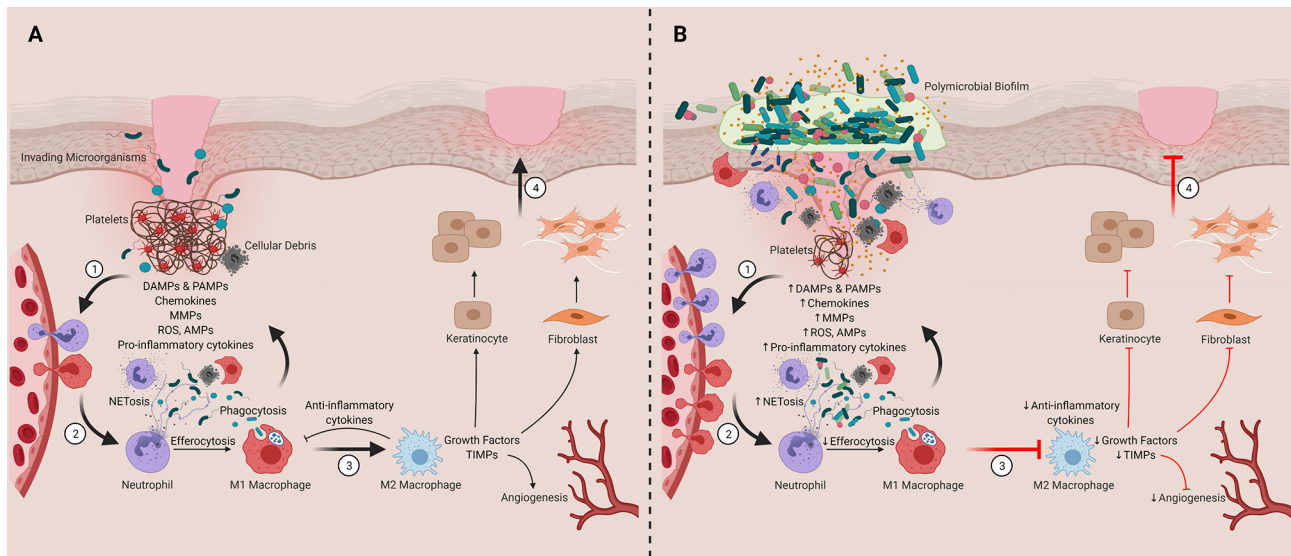 A
Invading Microorganisms
Platelets
Cellular Debris
1
DAMPs & PAMPs
Chemokines
MMPs
ROS, AMPs
Pro-inflammatory cytokines
NETosis
Phagocytosis
2
Efferocytosis
Neutrophil
M1 Macrophage
3
Anti-inflammatory
cytokines
M2 Macrophage
Growth Factors
TIMPs
Angiogenesis
Keratinocyte
Fibroblast
4
B
Polymicrobial Biofilm
Platelets
1
↑DAMPs & PAMPs
↑Chemokines
↑MMPs
↑ROS, AMPs
↑Pro-inflammatory cytokines
↑NETosis
Phagocytosis
2
↓Efferocytosis
Neutrophil
M1 Macrophage
3
↓Anti-inflammatory
cytokines
M2 Macrophage
↓Growth Factors
↓TIMPs
↓Angiogenesis
Keratinocyte
Fibroblast
4